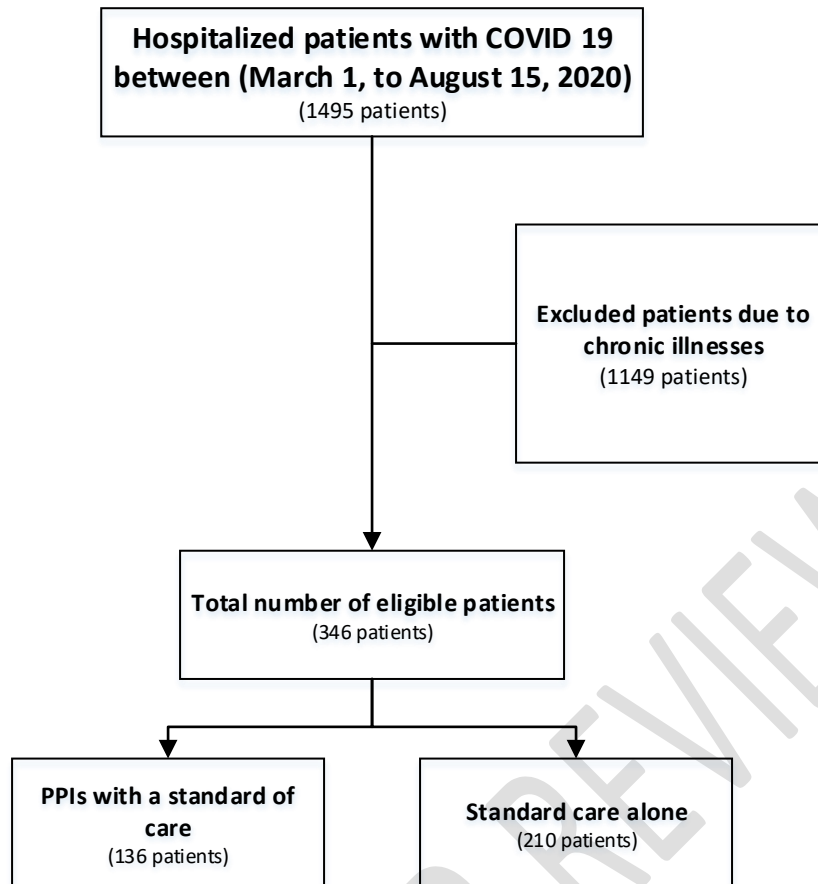 Hospitalized patients with COVID 19
between (March 1, to August 15, 2020)
(1495 patients)
Excluded patients due to
chronic illnesses
(1149 patients)
Total number of eligible patients
(346 patients)
PPIs with a standard of
care
(136 patients)
Standard care alone
(210 patients)
REVIEW